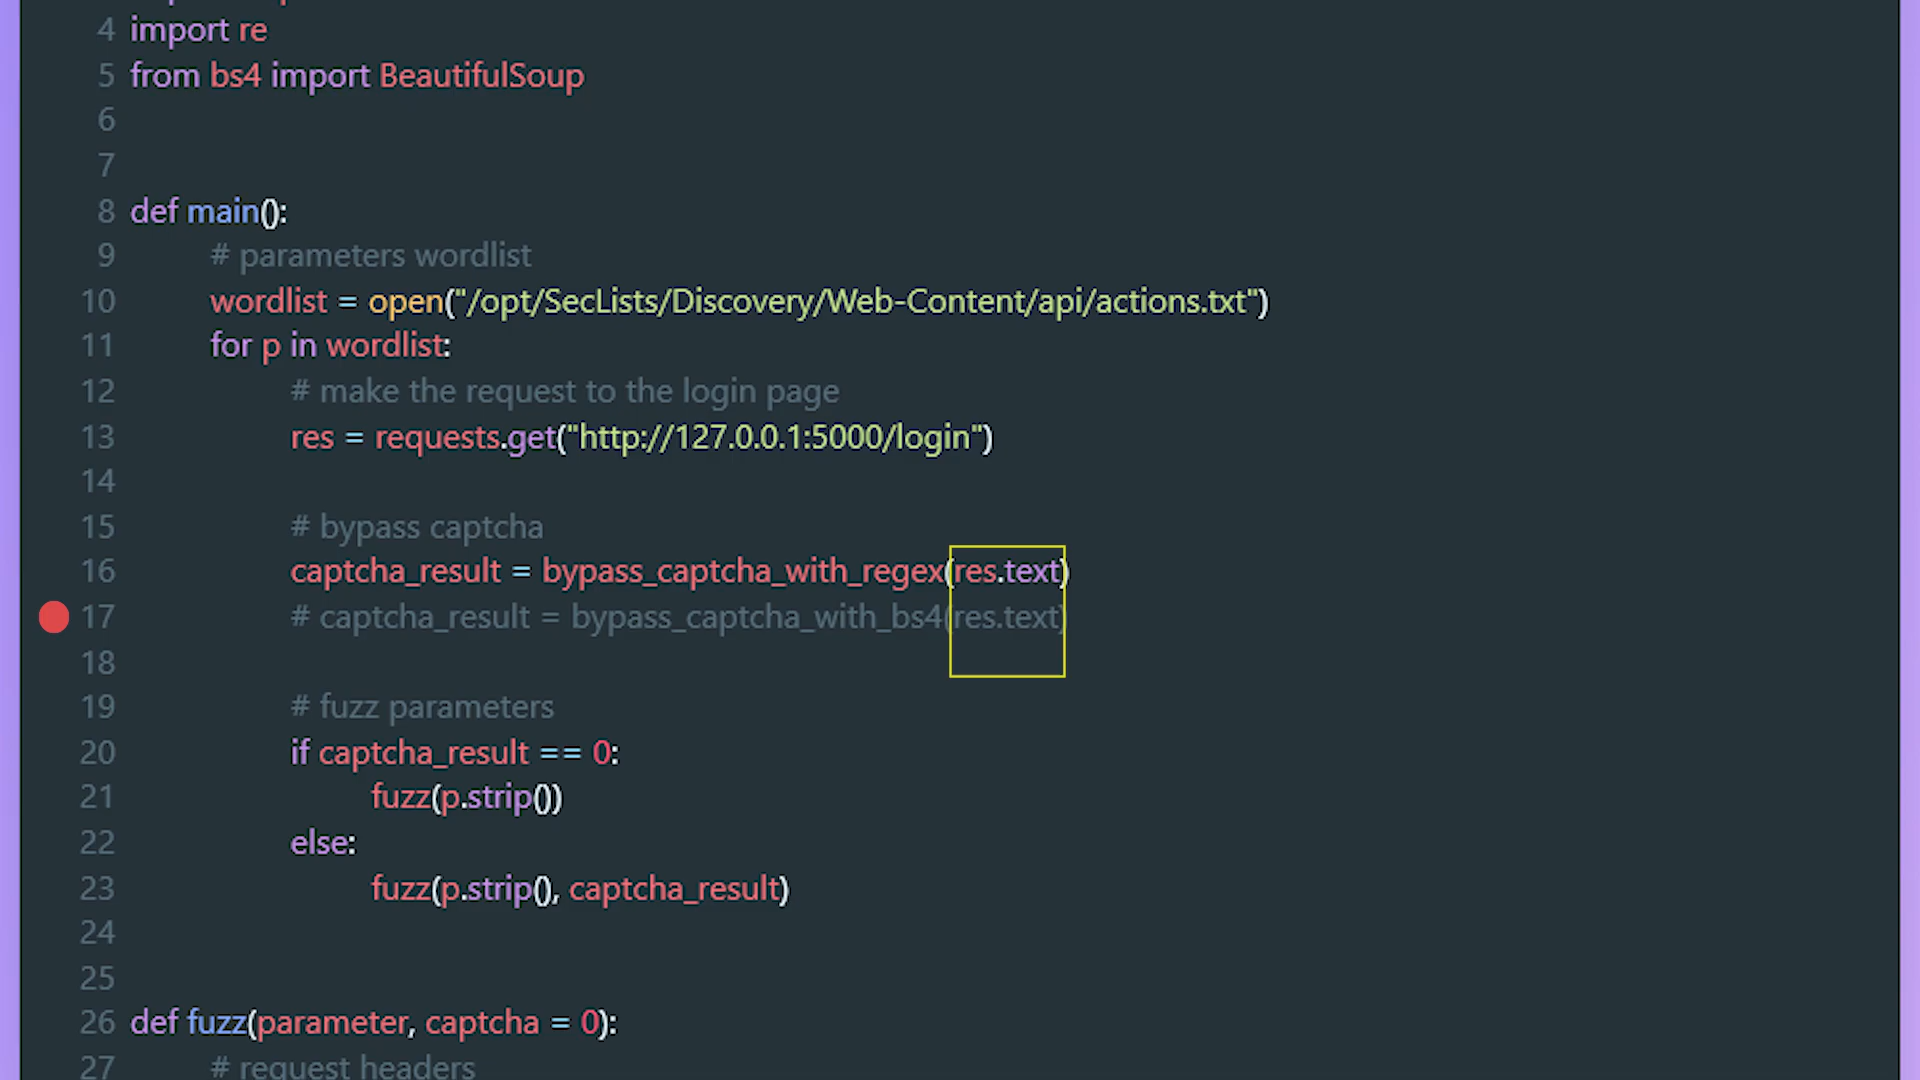 4 import re
5 from bs4 import BeautifulSoup
6
7
8 def main():
9 # parameters wordlist
10 wordlist = open("/opt/SecLists/Discovery/Web-Content/api/actions.txt")
11 for p in wordlist:
12 # make the request to the login page
13 res = requests.get("http://127.0.0.1:5000/login")
14
15 # bypass captcha
16 captcha_result = bypass_captcha_with_regex(res.text)
17 # captcha_result = bypass_captcha_with_bs4(res.text)
18
19 # fuzz parameters
20 if captcha_result == 0:
21 fuzz(p.strip())
22 else:
23 fuzz(p.strip(), captcha_result)
24
25
26 def fuzz(parameter, captcha = 0):
27 # request headers